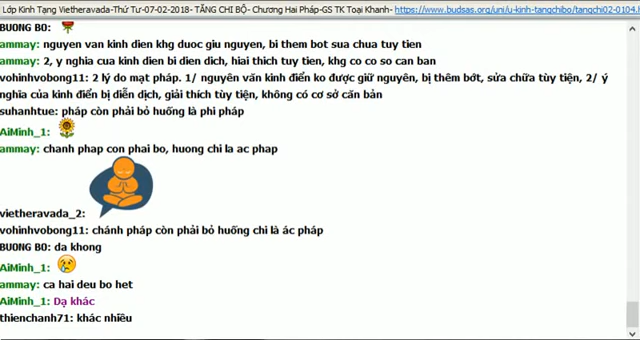 Lớp Kinh Tạng Vietheravada-Thứ Tư-07-02-2018- TĂNG CHI BỘ- Chương Hai Pháp-GS TK Toại Khanh- https://www.budsas.org/uni/u-kinh-tangchibo/tangchi02-0104.h
BUONG BO:
ammay: nguyen van kinh dien khg duoc giu nguyen, bi them bot sua chua tuy tien
ammay: 2, y nghia cua kinh dien bi dien dich, hiai thich tuy tien, khg co co so can ban
vohinhvobong11: 2 lý do mạt pháp. 1/ nguyên văn kinh điển ko được giữ nguyên, bị thêm bớt, sửa chữa tùy tiện, 2/ ý
nghĩa của kinh điển bị diễn dịch, giải thích tùy tiện, không có cơ sở căn bản
suhanhtue: pháp còn phải bỏ huống là phi pháp
AiMinh_1:
ammay: chanh phap con phai bo, huong chi la ac phap
vietheravada_2:
vohinhvobong11: chánh pháp còn phải bỏ huống chi là ác pháp
BUONG BO: da khong
AiMinh_1:
ammay: ca hai deu bo het
AiMinh_1: Dạ khác
thienchanh71: khác nhiêu